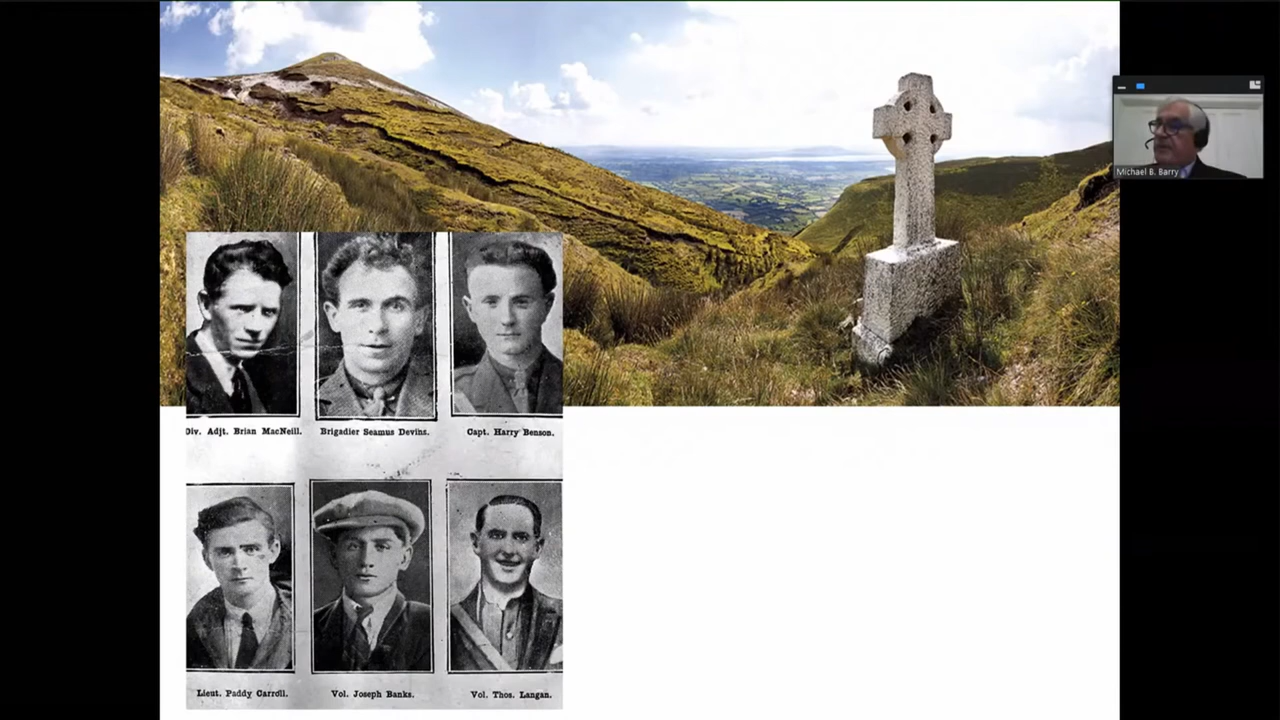 Michael B. Barry
Div. Adjt. Brian MacNeill.
Brigadier Seamus Devins.
Capt. Harry Benson.
Lieut. Paddy Carroll.
Vol. Joseph Banks.
Vol. Thos. Langan.